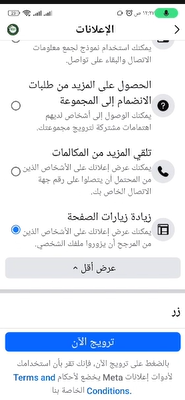 ١٢:٢٧ ص
الإعلانات
يمكنك استخدام نموذج لجمع معلومات
الاتصال والبقاء على تواصل.
الحصول على المزيد من طلبات
الانضمام إلى المجموعة
يمكنك الوصول إلى أشخاص لديهم
اهتمامات مشتركة لترويج مجموعتك.
تلقي المزيد من المكالمات
يمكنك عرض إعلانك على الأشخاص الذين
من المحتمل أن يتصلوا على رقم جهة
الاتصال الخاص بك.
زيادة زيارات الصفحة
يمكنك عرض إعلانك على الأشخاص الذين
من المرجح أن يزوروا ملفك الشخصي.
عرض أقل
زر
ترويج الآن
بالضغط على ترويج الآن، فإنك تقر بأن استخدامك
لأدوات إعلانات Meta يخضع لأحكام Terms and
Conditions الخاصة بنا.